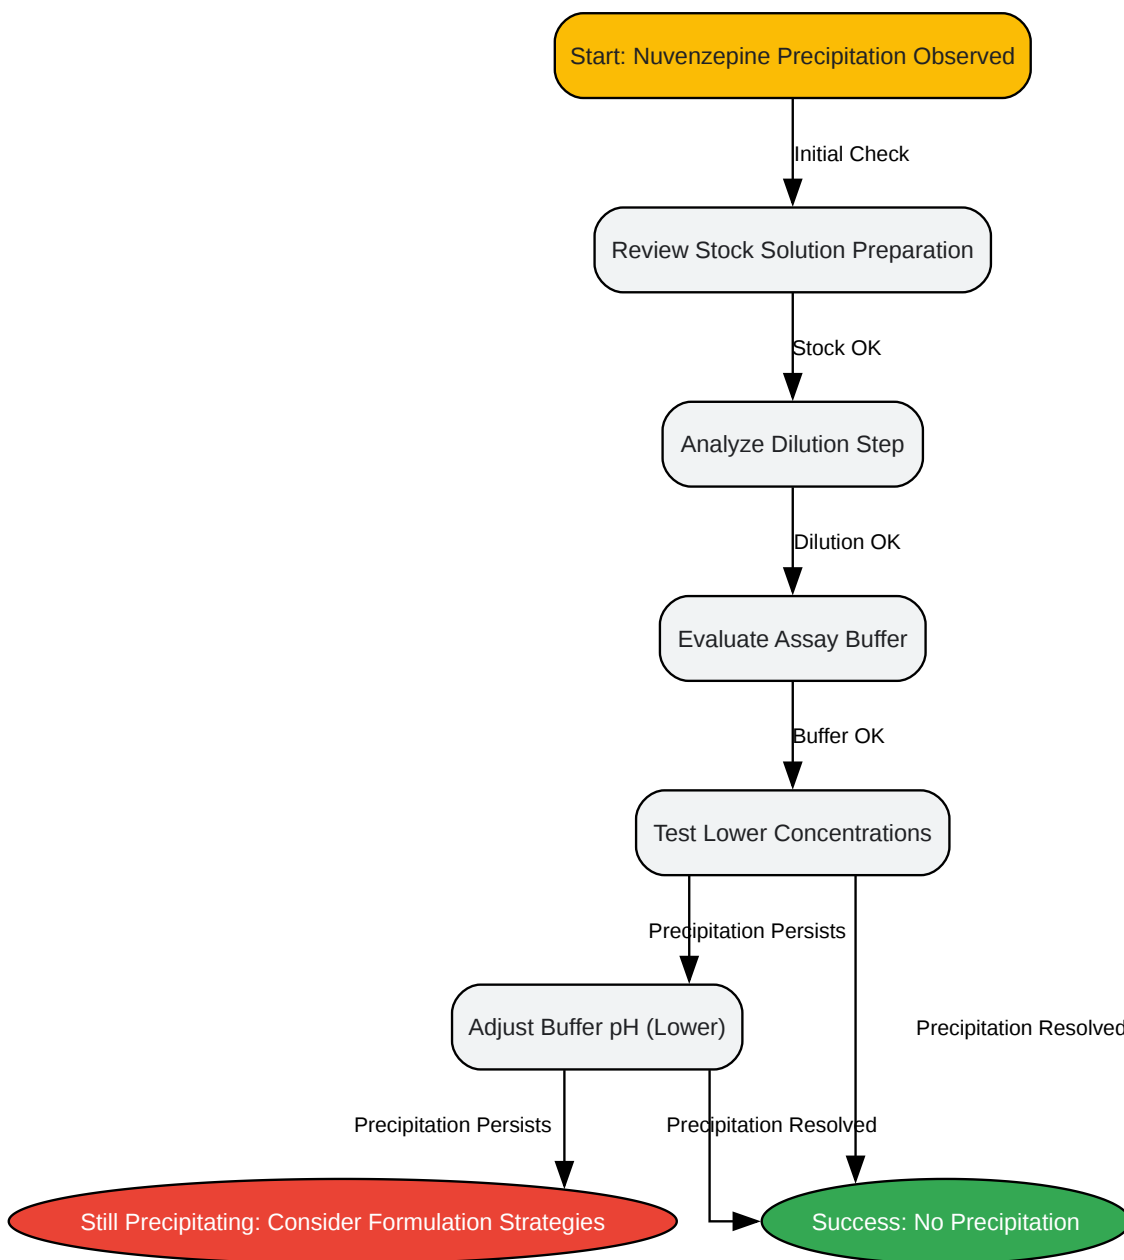 Start: Nuvenzepine Precipitation Observed
Initial Check
Review Stock Solution Preparation
Stock OK
Analyze Dilution Step
Dilution OK
Evaluate Assay Buffer
Buffer OK
Test Lower Concentrations
Precipitation Persists
Adjust Buffer pH (Lower)
Precipitation Resolved
Precipitation Persists
Precipitation Resolved
Still Precipitating: Consider Formulation Strategies
Success: No Precipitation